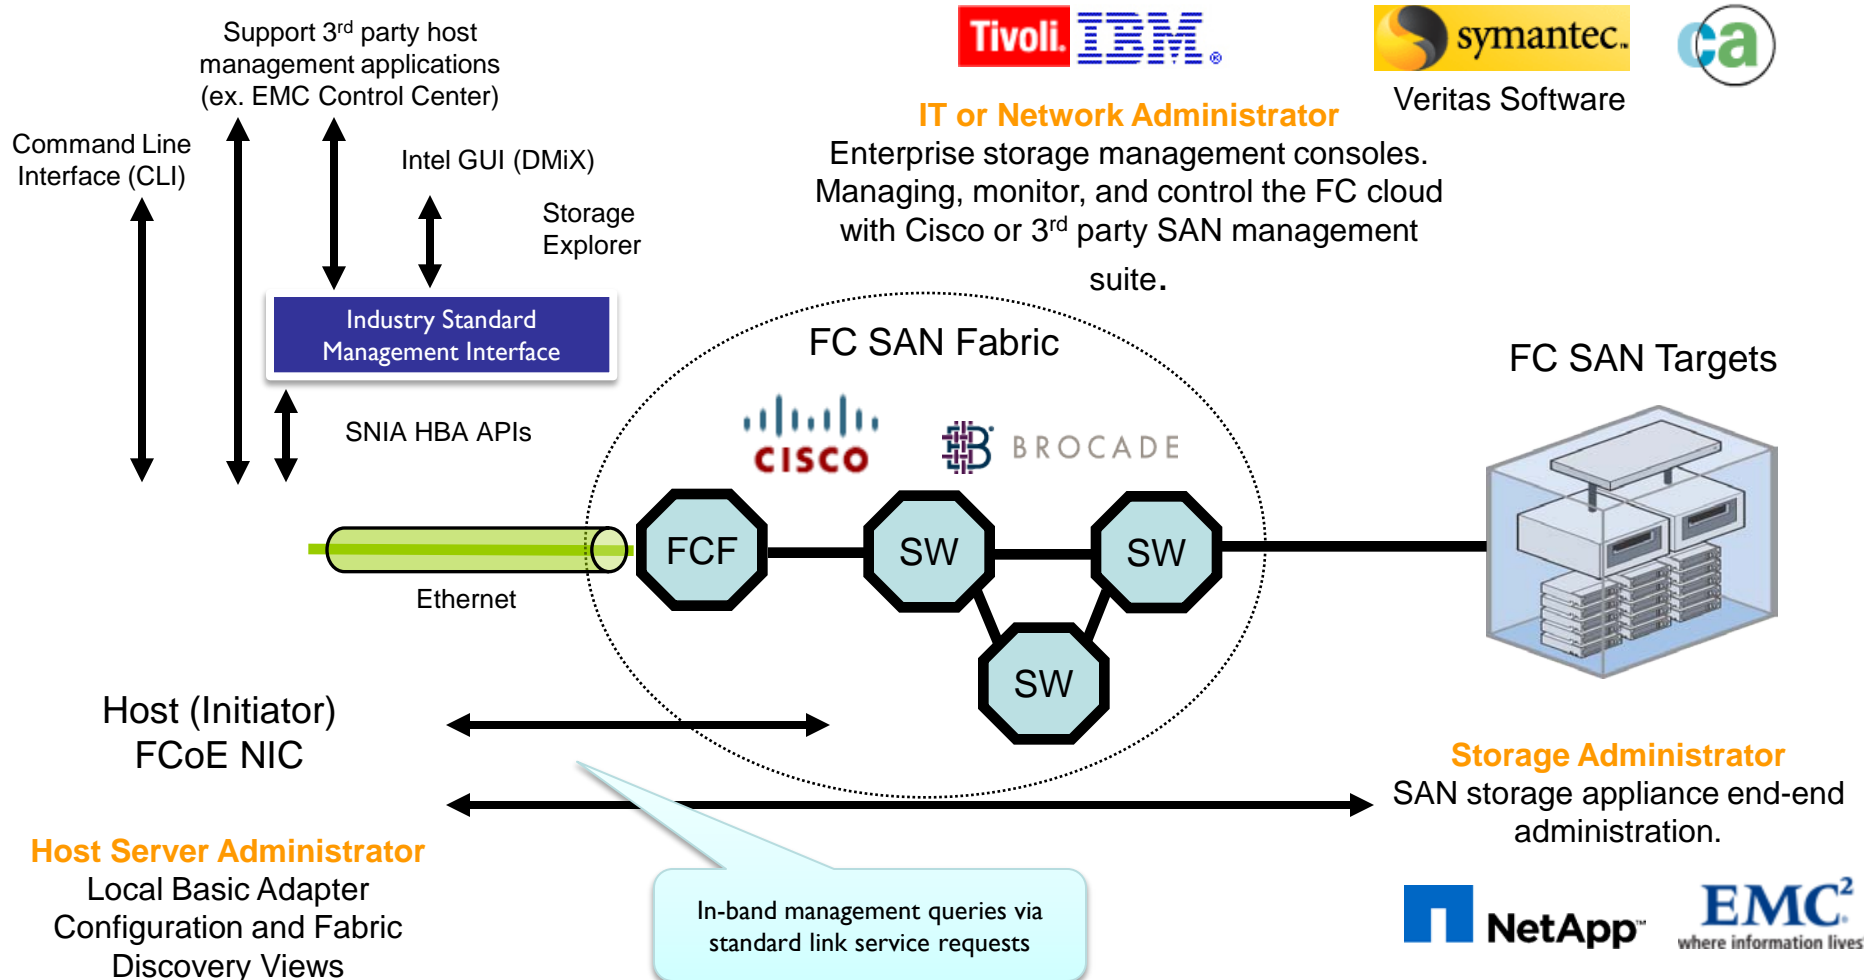 Support 3rd party host
management applications
(ex. EMC Control Center)
Command Line
Interface (CLI)
Intel GUI (DMiX)
Storage
Explorer
Industry Standard
Management Interface
SNIA HBA APIs
Tivoli. IBM®
symantec™
ca
Veritas Software
IT or Network Administrator
Enterprise storage management consoles.
Managing, monitor, and control the FC cloud
with Cisco or 3rd party SAN management
suite.
FC SAN Fabric
CISCO
B BROCADE
FC SAN Targets
FCF
SW
SW
SW
Ethernet
Host (Initiator)
FCoE NIC
Host Server Administrator
Local Basic Adapter
Configuration and Fabric
Discovery Views
In-band management queries via
standard link service requests
Storage Administrator
SAN storage appliance end-end
administration.
NetApp™
EMC²
where information lives